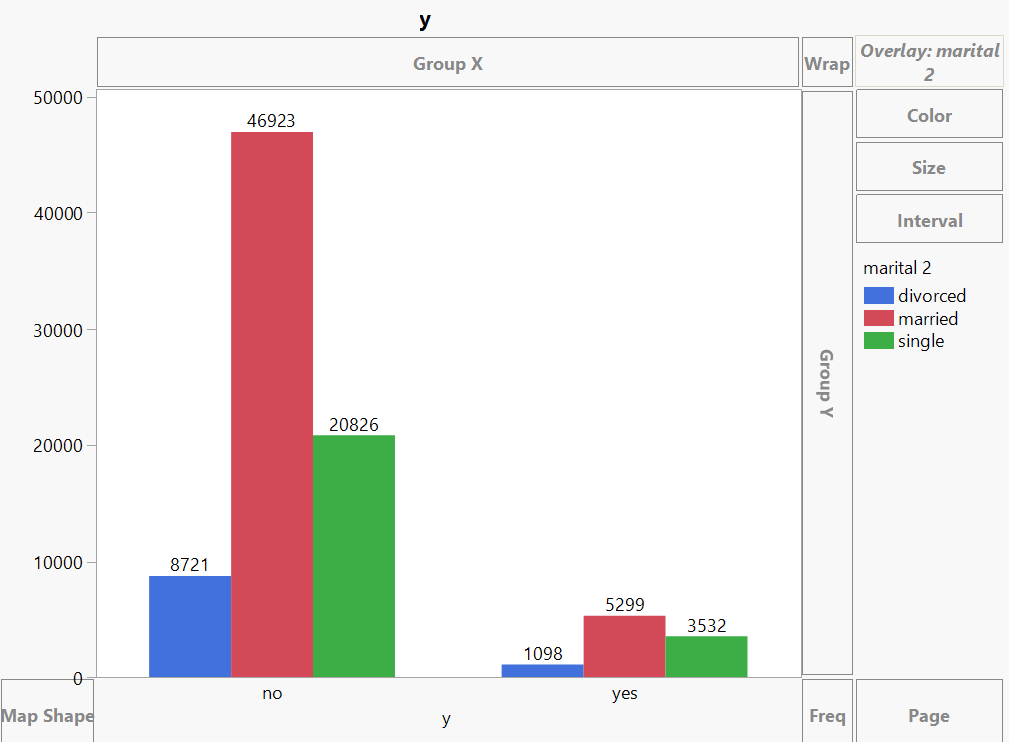 y
Group X
Wrap
Overlay: marital
2
Color
Size
Interval
marital 2
divorced
married
single
50000
40000
30000
20000
10000
0
46923
20826
8721
5299
3532
1098
Group Y
no
yes
y
Map Shape
Freq
Page